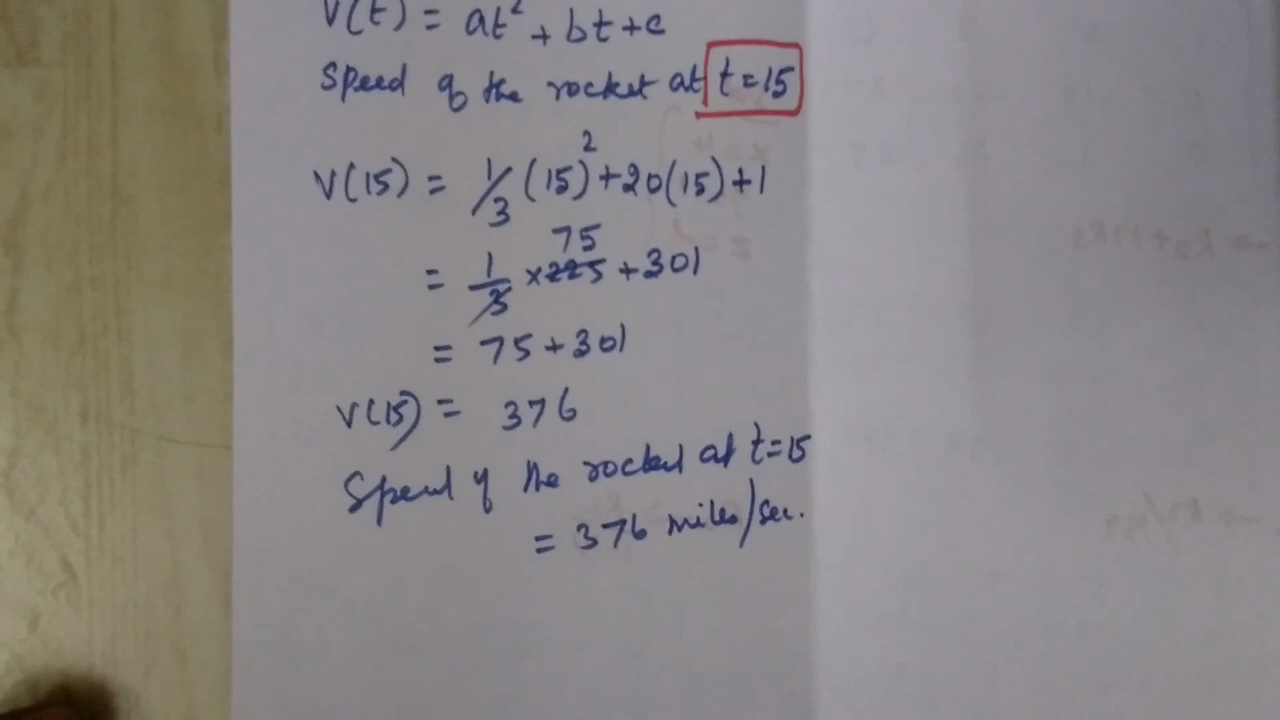 V(t) = at² + bt + c
Speed of the rocket at t=15
V(15) = 1/3 (15)² + 20(15) + 1
= 1/3 × 225 75 + 301
= 75 + 301
V(15) = 376
Speed of the rocket at t=15
= 376 miles/sec.